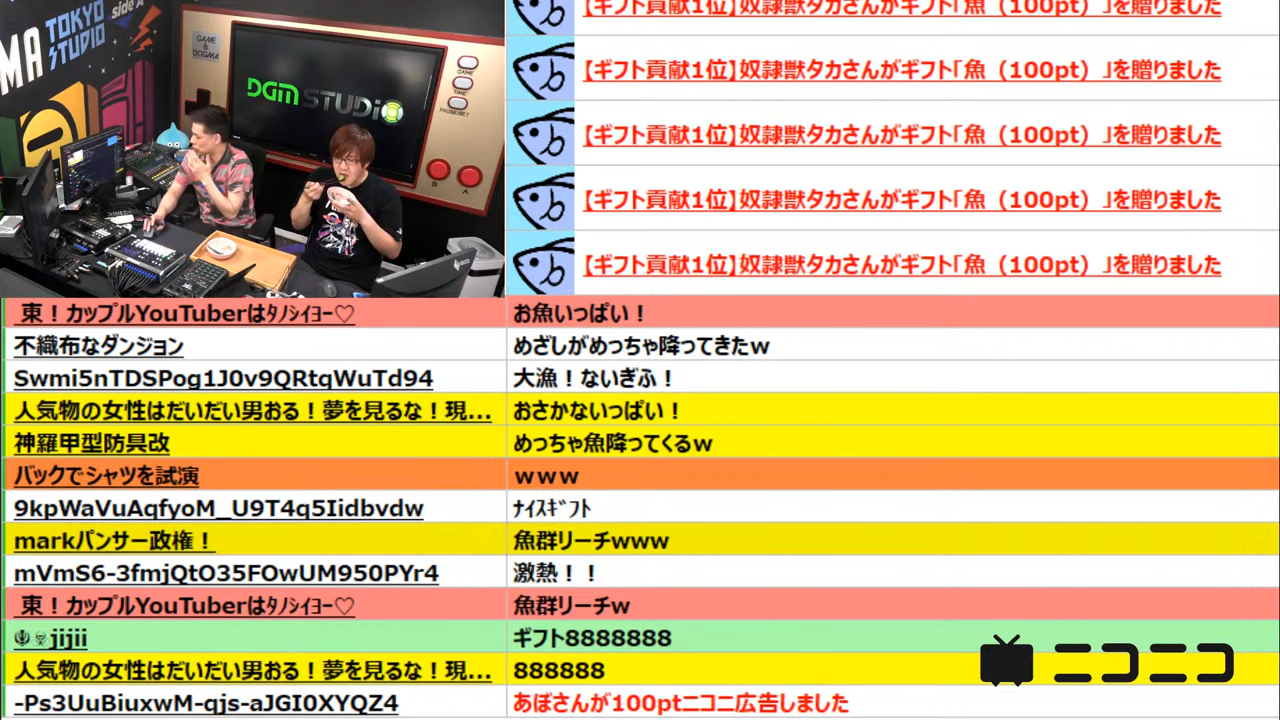 side A
TOKYO
STUDIO
MA
GAME
&
DOGMA
DGM STUDiO
GAME
TIME
PAUSE/SET
B
A
【ギフト貢献1位】奴隷獣タカさんがギフト「魚（100pt）」を贈りました
【ギフト貢献1位】奴隷獣タカさんがギフト「魚（100pt）」を贈りました
【ギフト貢献1位】奴隷獣タカさんがギフト「魚（100pt）」を贈りました
【ギフト貢献1位】奴隷獣タカさんがギフト「魚（100pt）」を贈りました
【ギフト貢献1位】奴隷獣タカさんがギフト「魚（100pt）」を贈りました
東！カップルYouTuberはﾀﾉｼｲﾖｰ♡ お魚いっぱい！
不織布なダンジョン めざしがめっちゃ降ってきたw
Swmi5nTDSPog1J0v9QRtqWuTd94 大漁！ないぎふ！
人気物の女性はだいだい男おる！夢を見るな！現... おさかないっぱい！
神羅甲型防具改 めっちゃ魚降ってくるｗ
バックでシャツを試演 ｗｗｗ
9kpWaVuAqfyoM_U9T4q5Iidbvdw ﾅｲｽｷﾞﾌﾄ
markパンサー政権！ 魚群リーチwww
mVmS6-3fmjQtO35FOwUM950PYr4 激熱！！
東！カップルYouTuberはﾀﾉｼｲﾖｰ♡ 魚群リーチw
jijii ギフト8888888
人気物の女性はだいだい男おる！夢を見るな！現... 888888
-Ps3UuBiuxwM-qjs-aJGI0XYQZ4 あぼさんが100ptニコニ広告しました
ニコニコ